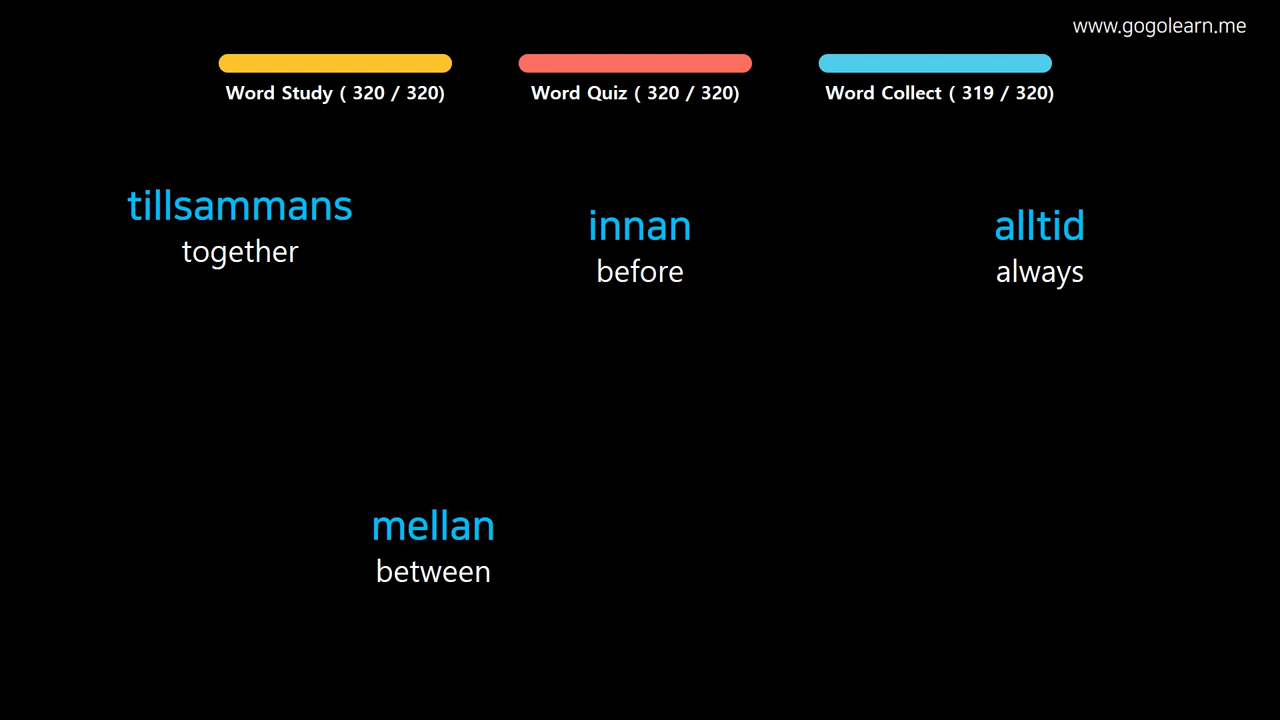 www.gogolearn.me
Word Study ( 320 / 320)
Word Quiz ( 320 / 320)
Word Collect ( 319 / 320)
tillsammans
together
innan
before
alltid
always
mellan
between